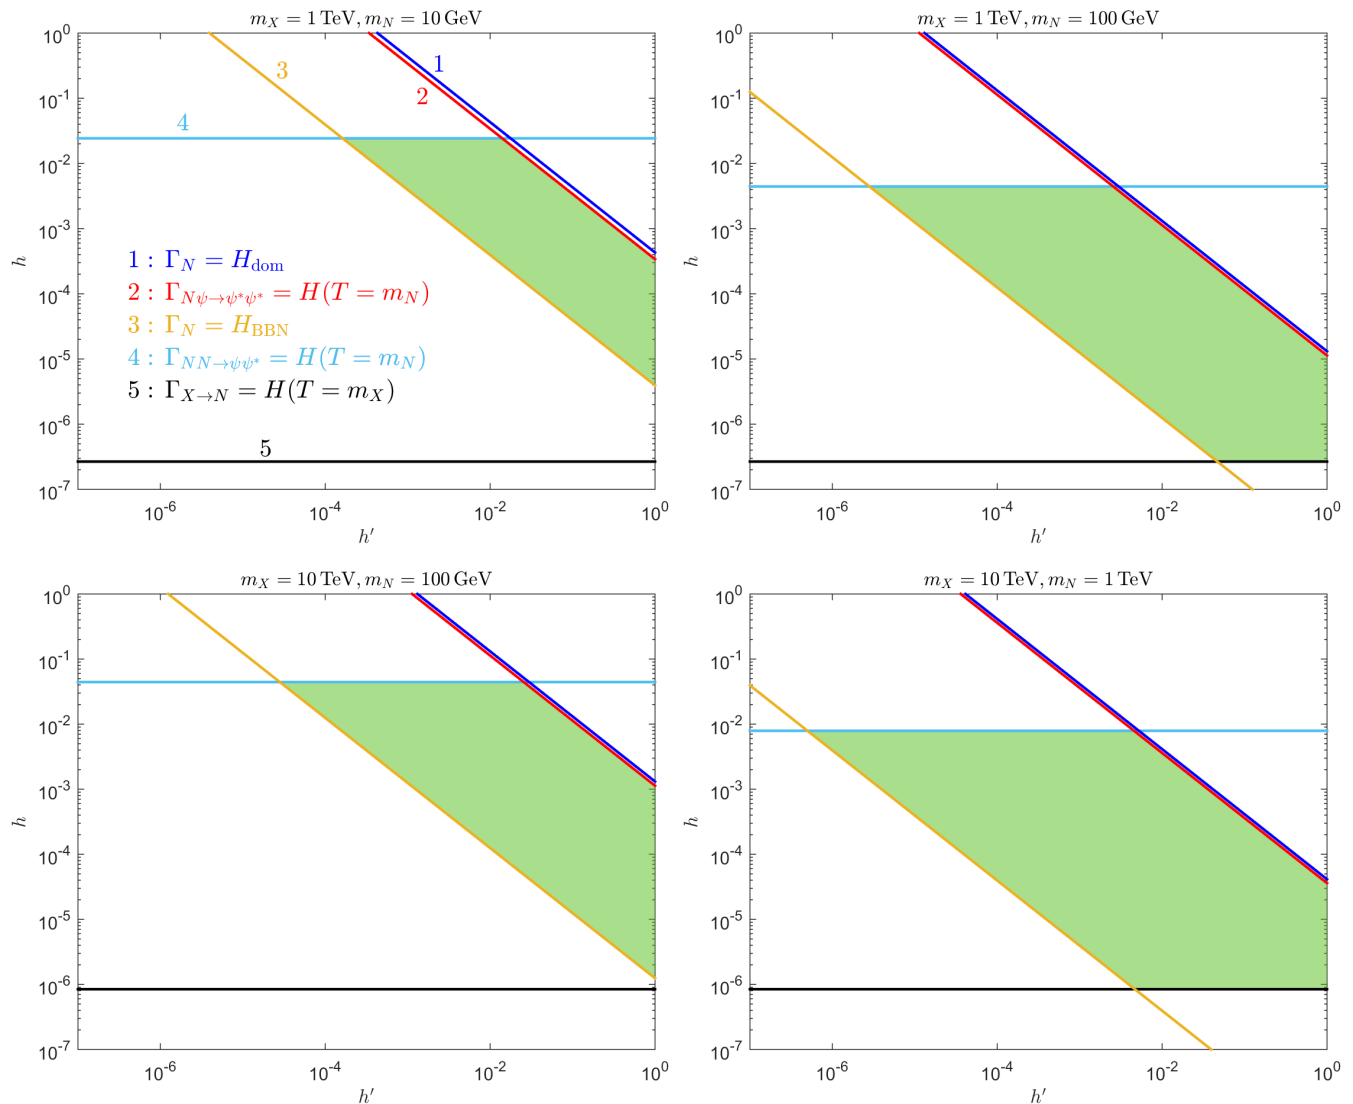 m_X = 1 TeV, m_N = 10 GeV
10^0
10^-1
10^-2
10^-3
10^-4
10^-5
10^-6
10^-7
h
3
1
2
4
1 : Γ_N = H_dom
2 : Γ_{Nψ→ψ*ψ*} = H(T = m_N)
3 : Γ_N = H_BBN
4 : Γ_{NN→ψψ*} = H(T = m_N)
5 : Γ_{X→N} = H(T = m_X)
5
10^-6 10^-4 10^-2 10^0
h′
m_X = 1 TeV, m_N = 100 GeV
10^0
10^-1
10^-2
10^-3
10^-4
10^-5
10^-6
10^-7
h
10^-6 10^-4 10^-2 10^0
h′
m_X = 10 TeV, m_N = 100 GeV
10^0
10^-1
10^-2
10^-3
10^-4
10^-5
10^-6
10^-7
h
10^-6 10^-4 10^-2 10^0
h′
m_X = 10 TeV, m_N = 1 TeV
10^0
10^-1
10^-2
10^-3
10^-4
10^-5
10^-6
10^-7
h
10^-6 10^-4 10^-2 10^0
h′